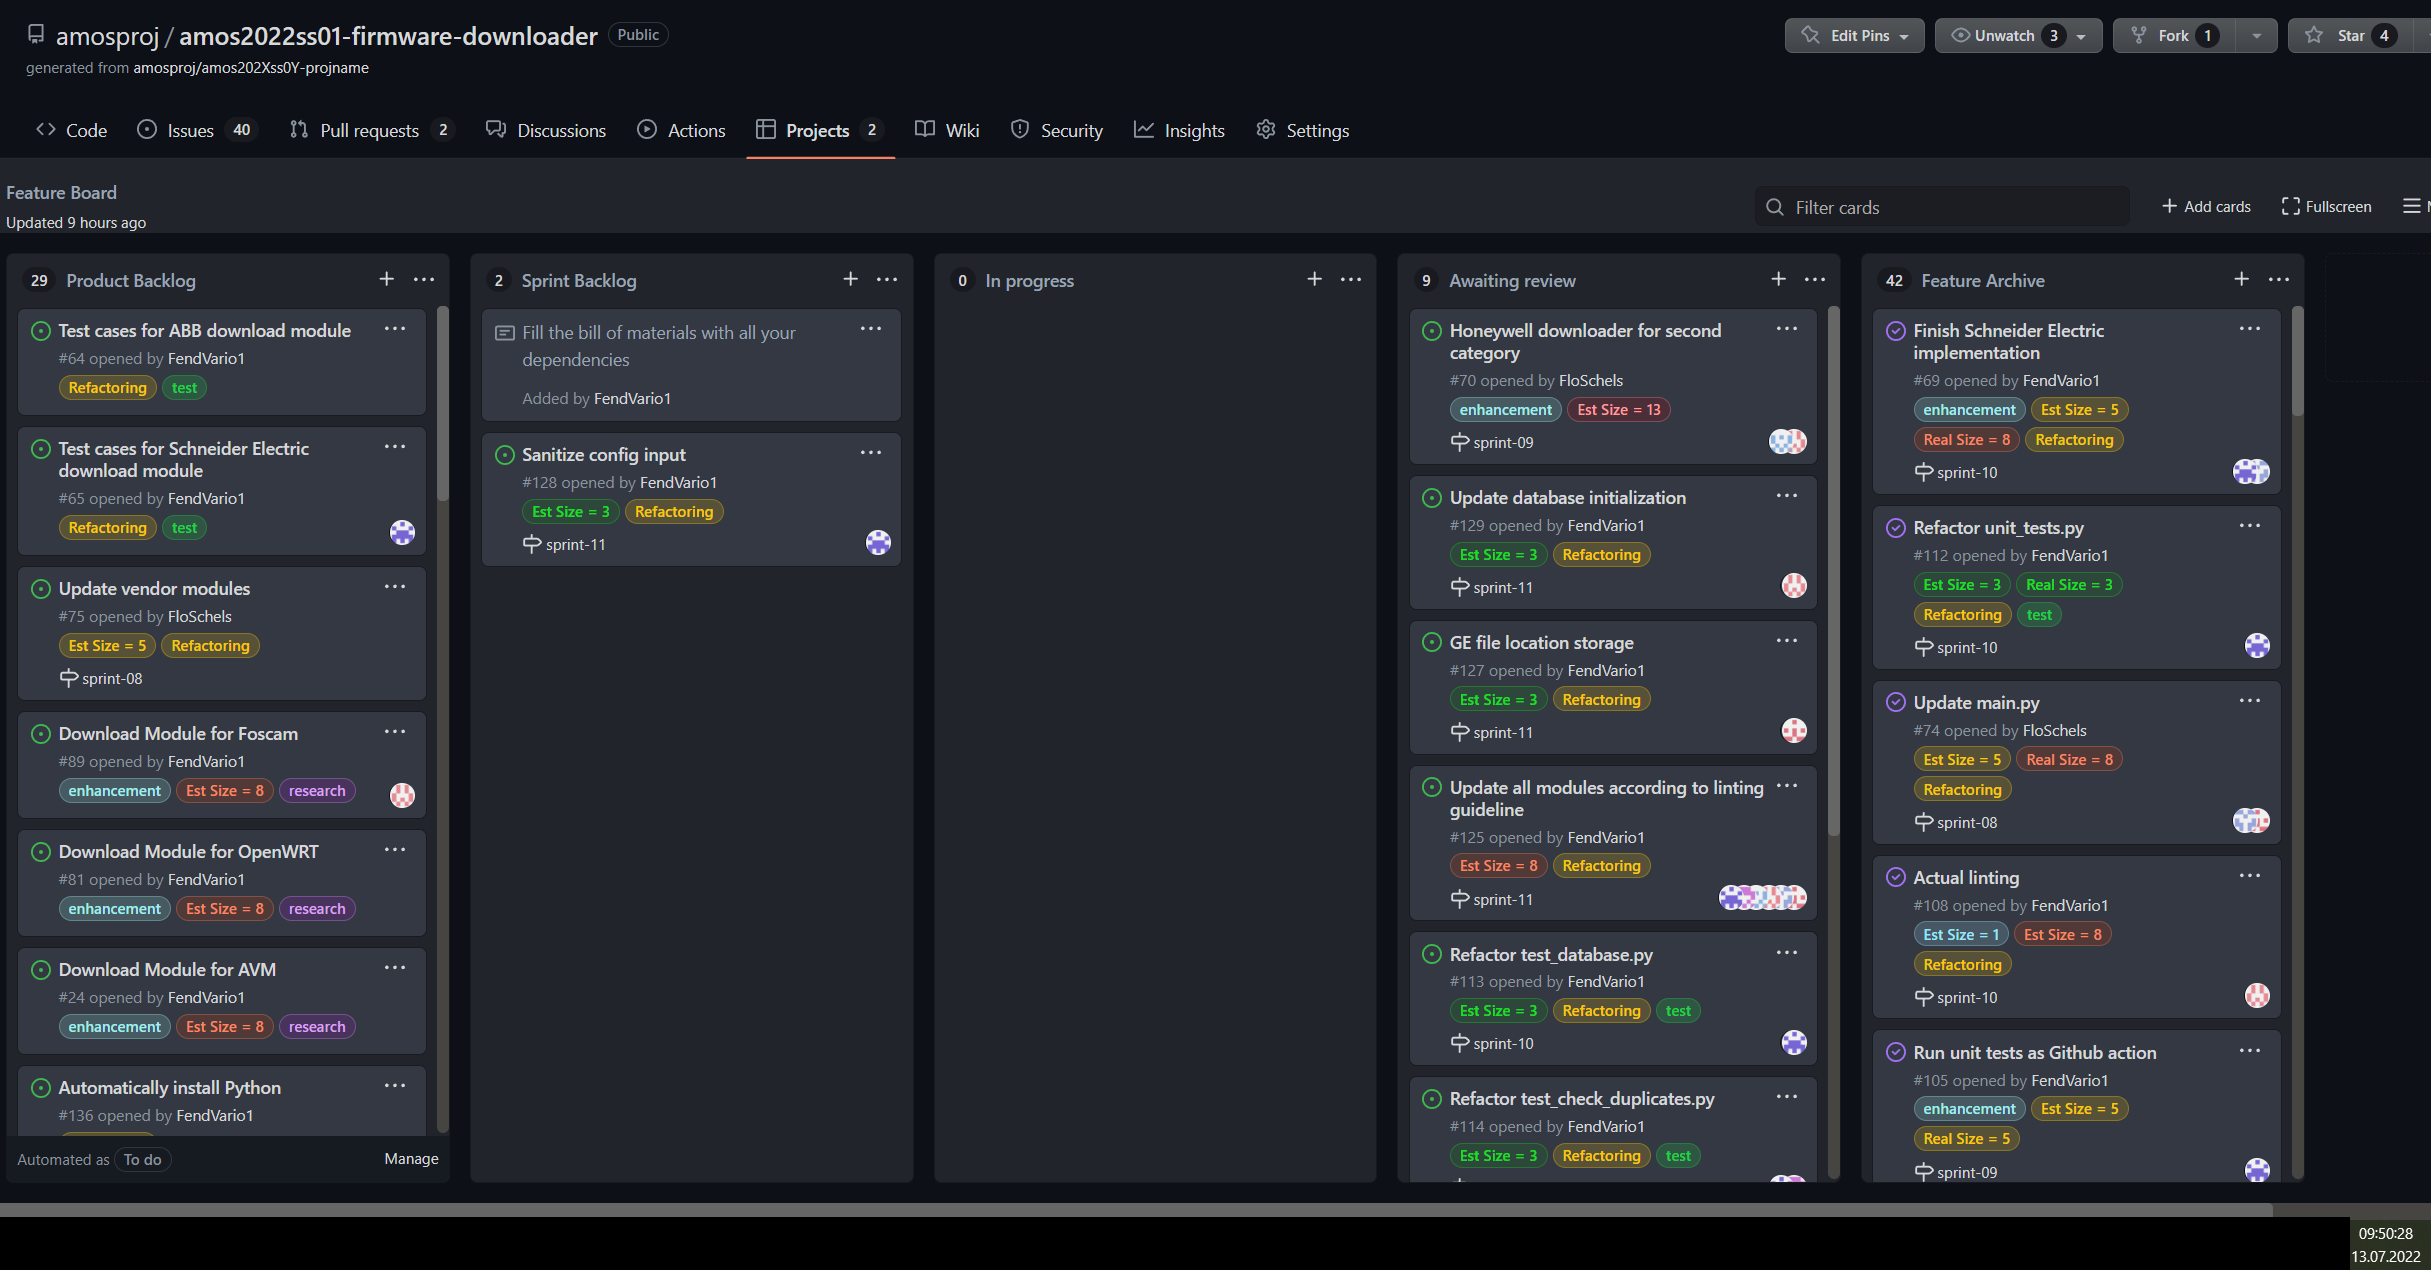 amosproj / amos2022ss01-firmware-downloader Public
generated from amosproj/amos202Xss0Y-projname
Edit Pins
Unwatch 3
Fork 1
Star 4
Code
Issues 40
Pull requests 2
Discussions
Actions
Projects 2
Wiki
Security
Insights
Settings
Feature Board
Updated 9 hours ago
Filter cards
Add cards
Fullscreen
29 Product Backlog
Test cases for ABB download module
#64 opened by FendVario1
Refactoring test
Test cases for Schneider Electric
download module
#65 opened by FendVario1
Refactoring test
Update vendor modules
#75 opened by FloSchels
Est Size = 5 Refactoring
sprint-08
Download Module for Foscam
#89 opened by FendVario1
enhancement Est Size = 8 research
Download Module for OpenWRT
#81 opened by FendVario1
enhancement Est Size = 8 research
Download Module for AVM
#24 opened by FendVario1
enhancement Est Size = 8 research
Automatically install Python
#136 opened by FendVario1
Automated as To do
Manage
2 Sprint Backlog
Fill the bill of materials with all your
dependencies
Added by FendVario1
Sanitize config input
#128 opened by FendVario1
Est Size = 3 Refactoring
sprint-11
0 In progress
9 Awaiting review
Honeywell downloader for second
category
#70 opened by FloSchels
enhancement Est Size = 13
sprint-09
Update database initialization
#129 opened by FendVario1
Est Size = 3 Refactoring
sprint-11
GE file location storage
#127 opened by FendVario1
Est Size = 3 Refactoring
sprint-11
Update all modules according to linting
guideline
#125 opened by FendVario1
Est Size = 8 Refactoring
sprint-11
Refactor test_database.py
#113 opened by FendVario1
Est Size = 3 Refactoring test
sprint-10
Refactor test_check_duplicates.py
#114 opened by FendVario1
Est Size = 3 Refactoring test
42 Feature Archive
Finish Schneider Electric
implementation
#69 opened by FendVario1
enhancement Est Size = 5
Real Size = 8 Refactoring
sprint-10
Refactor unit_tests.py
#112 opened by FendVario1
Est Size = 3 Real Size = 3
Refactoring test
sprint-10
Update main.py
#74 opened by FloSchels
Est Size = 5 Real Size = 8
Refactoring
sprint-08
Actual linting
#108 opened by FendVario1
Est Size = 1 Est Size = 8
Refactoring
sprint-10
Run unit tests as Github action
#105 opened by FendVario1
enhancement Est Size = 5
Real Size = 5
sprint-09
09:50:28
13.07.2022